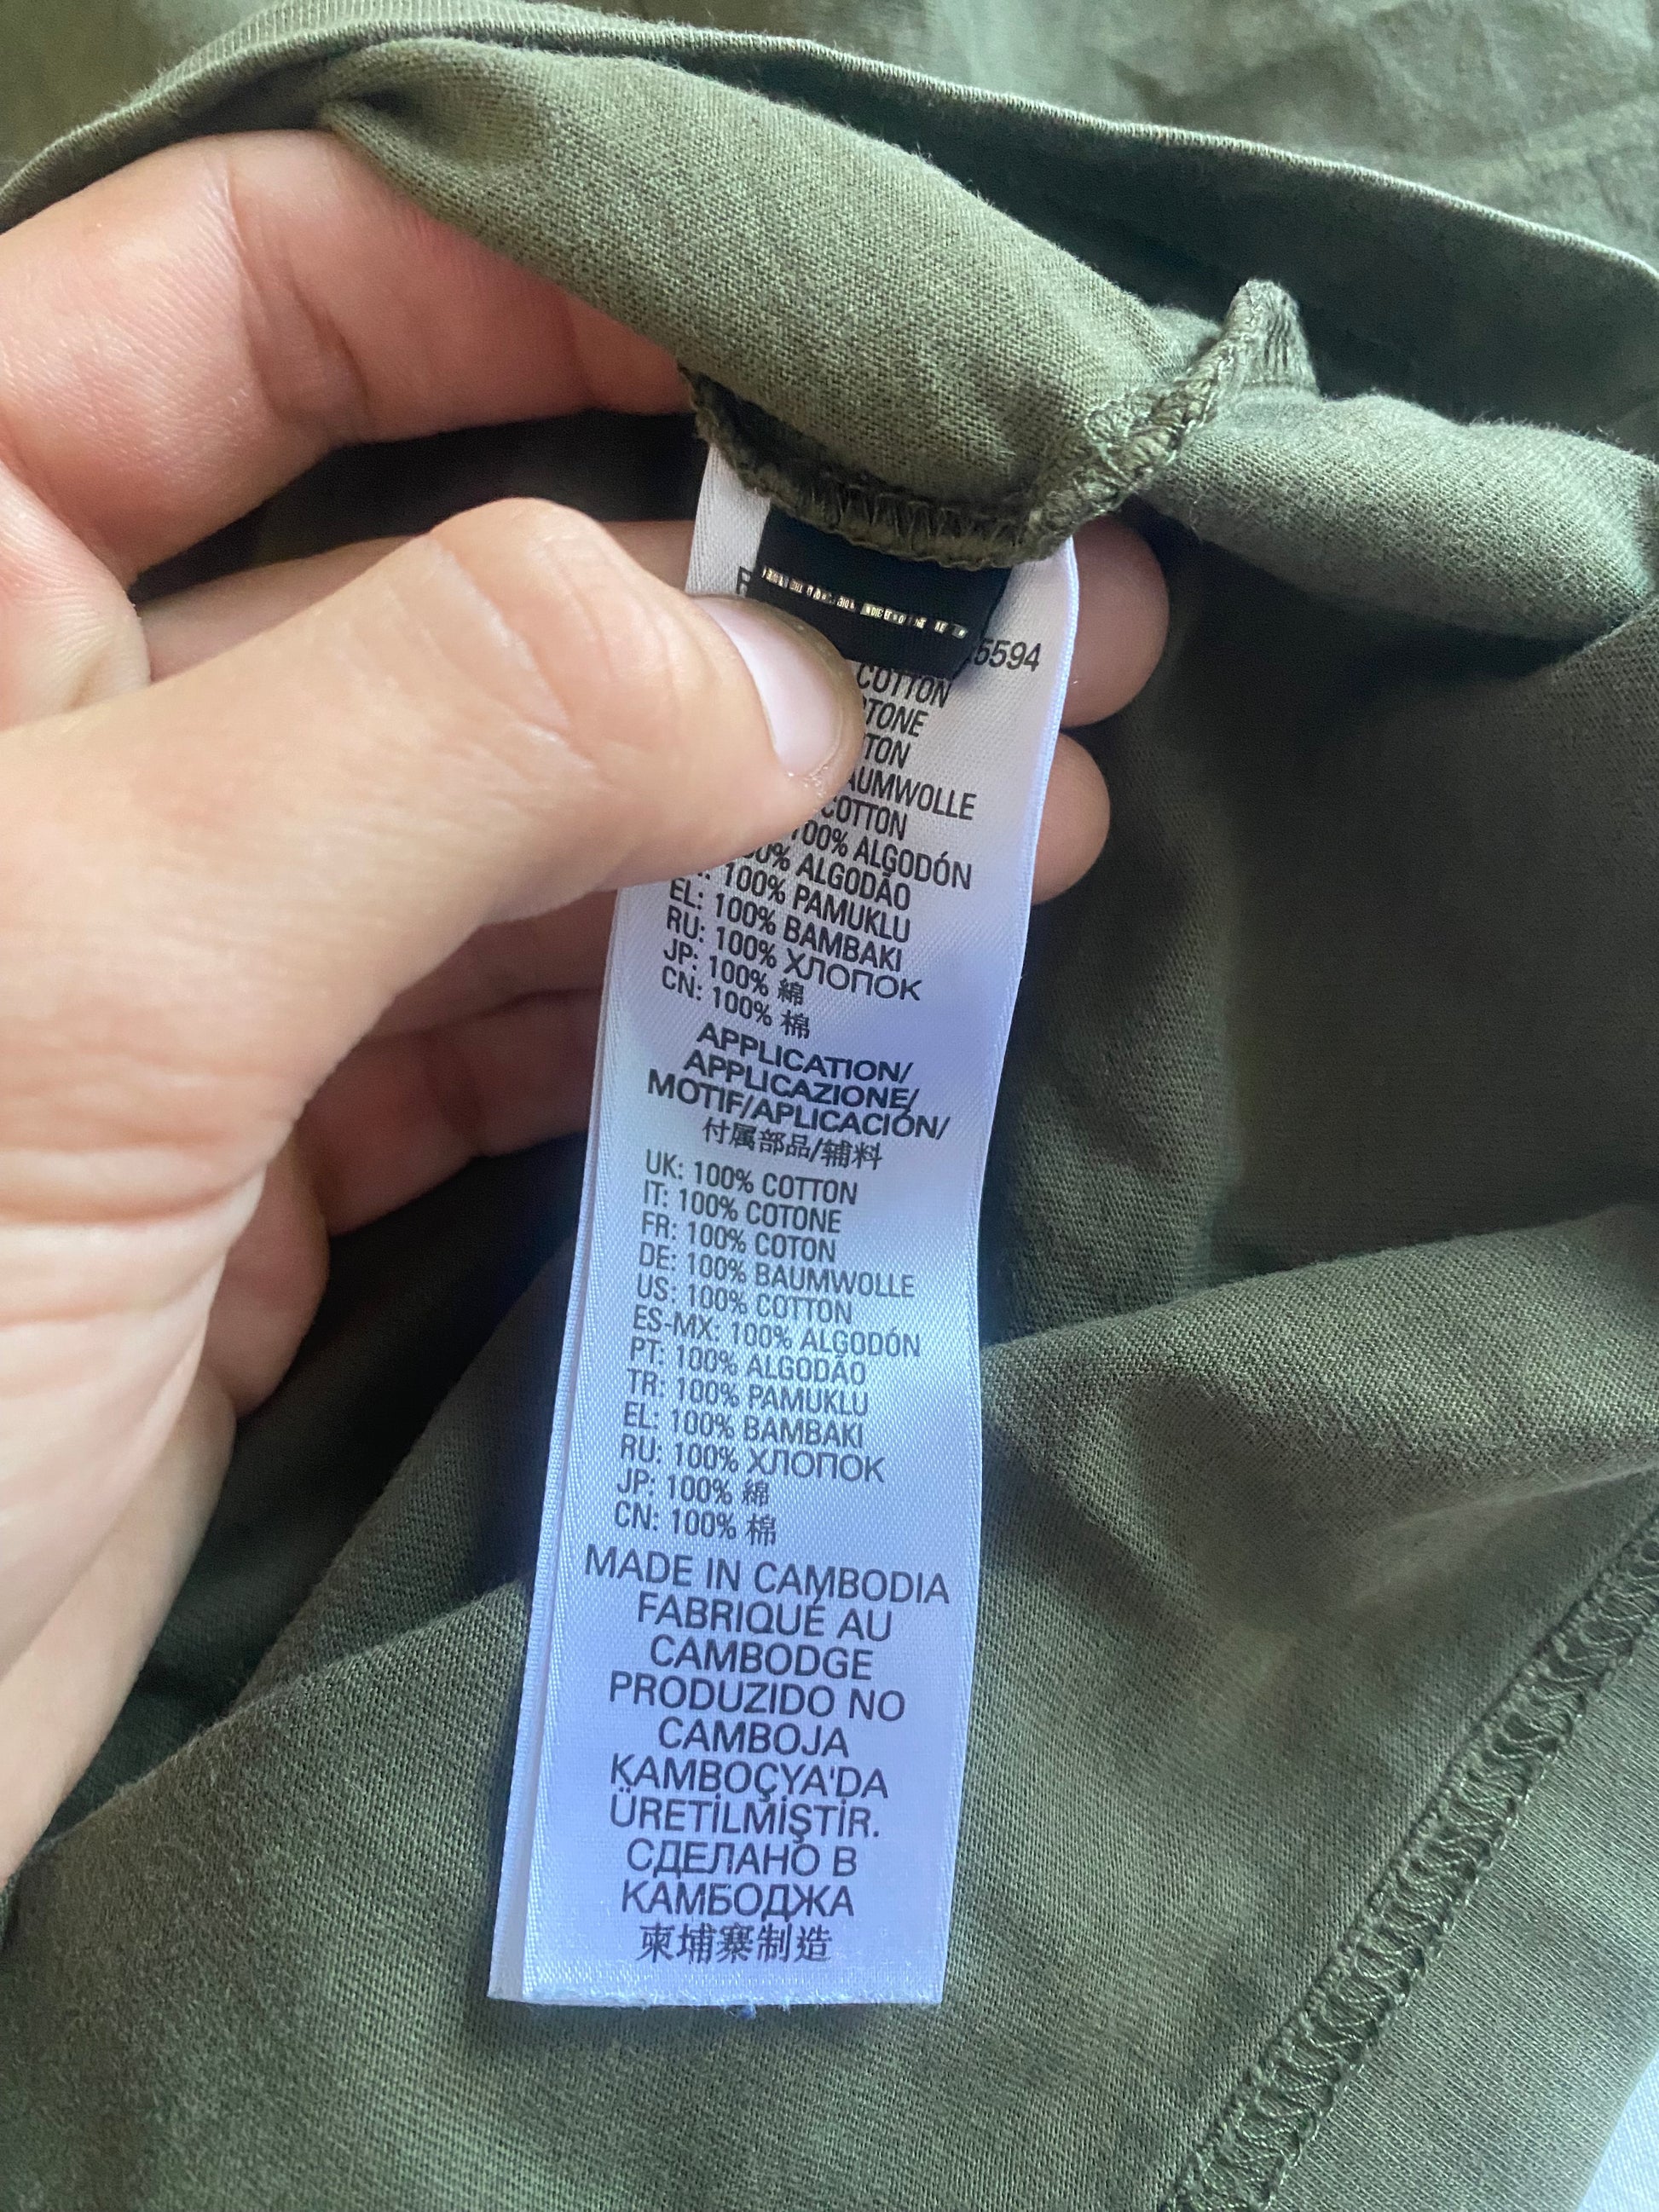 5594
COTTON
COTTON
100% ALGODÓN
ALGODÃO
100% PAMUKLU
EL: 100% BAMBAKI
RU: 100% ХЛОПОК
JP: 100% 綿
CN: 100% 棉
APPLICATION/
APPLICAZIONE/
MOTIF/APLICACIÓN/
付属部品/辅料
UK: 100% COTTON
IT: 100% COTONE
FR: 100% COTON
DE: 100% BAUMWOLLE
US: 100% COTTON
ES-MX: 100% ALGODÓN
PT: 100% ALGODÃO
TR: 100% PAMUKLU
EL: 100% BAMBAKI
RU: 100% ХЛОПОК
JP: 100% 綿
CN: 100% 棉
MADE IN CAMBODIA
FABRIQUÉ AU
CAMBODGE
PRODUZIDO NO
CAMBOJA
KAMBOÇYA'DA
ÜRETİLMİŞTİR.
СДЕЛАНО В
КАМБОДЖА
柬埔寨制造